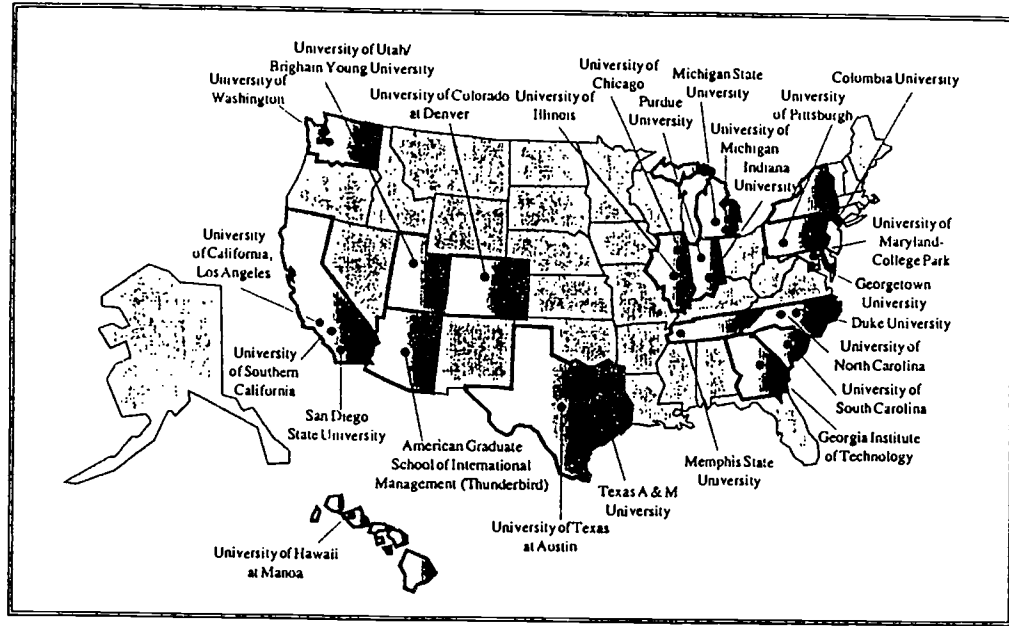 University of Utah/
Brigham Young University
University of
Washington
University of Colorado
at Denver
University of
Illinois
University of
Chicago
Purdue
University
Michigan State
University
University of
Michigan
Indiana
University
University
of Pittsburgh
Columbia University
University
of California,
Los Angeles
University of
Maryland-
College Park
Georgetown
University
Duke University
University of
North Carolina
University of
South Carolina
Georgia Institute
of Technology
University
of Southern
California
San Diego
State University
American Graduate
School of International
Management (Thunderbird)
Memphis State
University
Texas A & M
University
University of Texas
at Austin
University of Hawaii
at Manoa